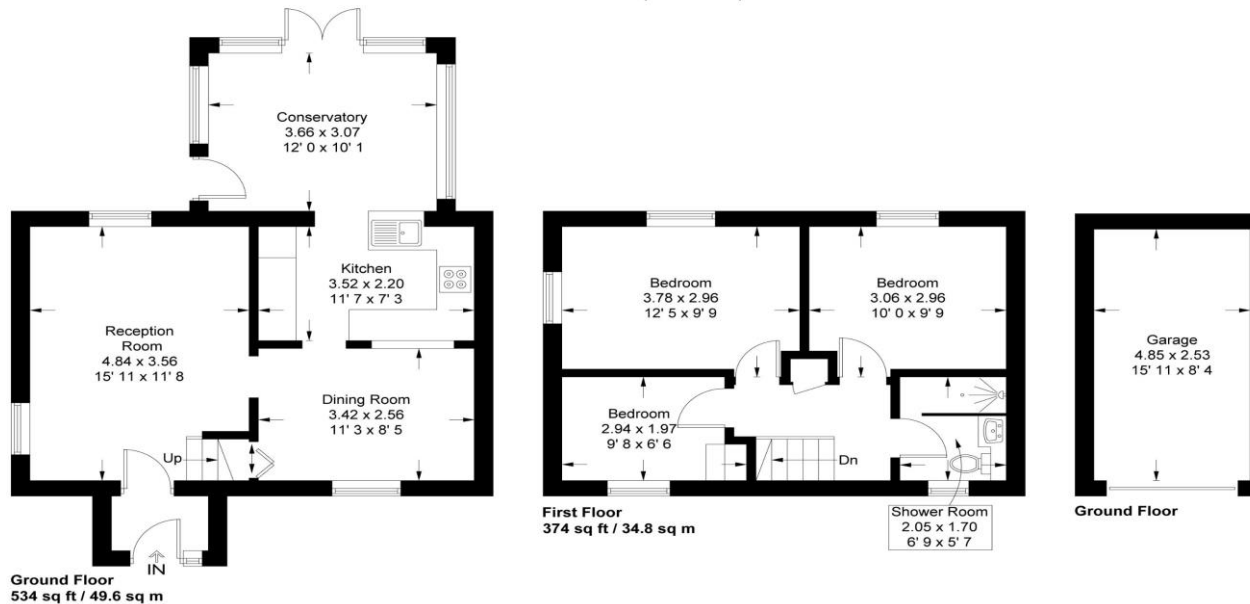 Conservatory
3.66 x 3.07
12' 0 x 10' 1
Kitchen
3.52 x 2.20
11' 7 x 7' 3
Reception
Room
4.84 x 3.56
15' 11 x 11' 8
Dining Room
3.42 x 2.56
11' 3 x 8' 5
Up
IN
Ground Floor
534 sq ft / 49.6 sq m
Bedroom
3.78 x 2.96
12' 5 x 9' 9
Bedroom
3.06 x 2.96
10' 0 x 9' 9
Bedroom
2.94 x 1.97
9' 8 x 6' 6
Dn
Shower Room
2.05 x 1.70
6' 9 x 5' 7
First Floor
374 sq ft / 34.8 sq m
Garage
4.85 x 2.53
15' 11 x 8' 4
Ground Floor